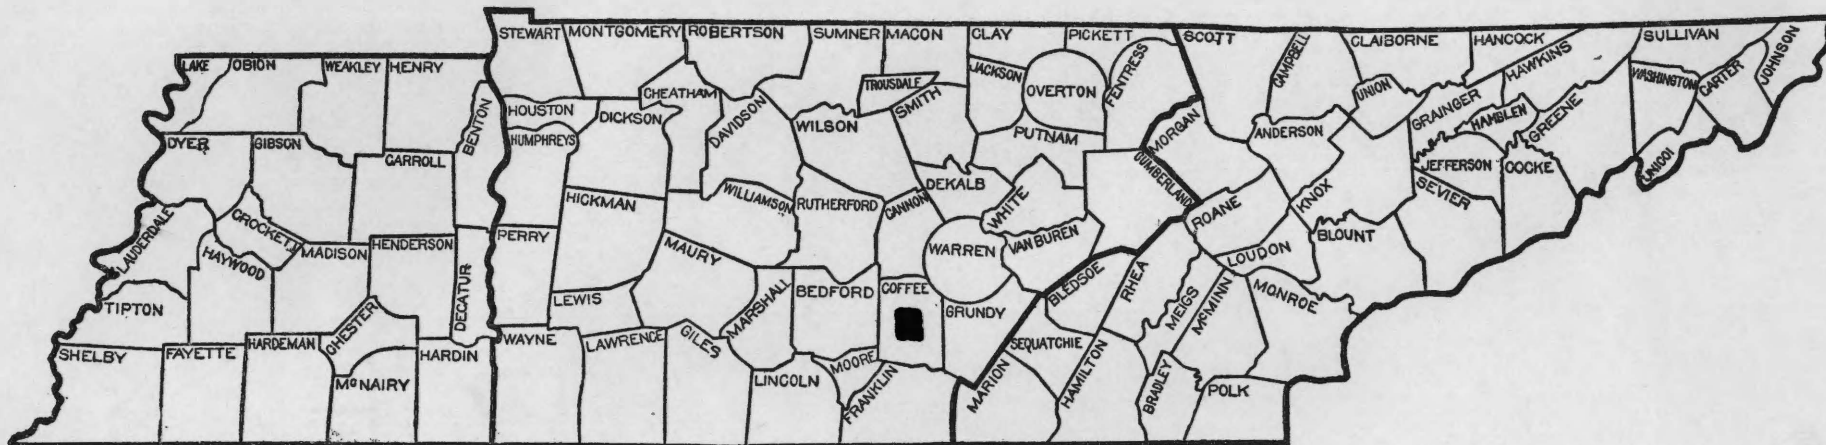 STEWART
MONTGOMERY
ROBERTSON
SUMNER
MACON
CLAY
PICKETT
SCOTT
CAMPBELL
CLAIBORNE
HANCOCK
HAWKINS
SULLIVAN
JOHNSON
LAKE
OBION
WEAKLEY
HENRY
BENTON
HOUSTON
CHEATHAM
TROUSDALE
JACKSON
OVERTON
FENTRESS
UNION
GRAINGER
HAMBLEN
GREENE
WASHINGTON
CARTER
UNICOI
DYER
GIBSON
CARROLL
HUMPHREYS
DICKSON
DAVIDSON
WILSON
SMITH
PUTNAM
MORGAN
ANDERSON
JEFFERSON
COCKE
HICKMAN
WILLIAMSON
RUTHERFORD
CANNON
DEKALB
WHITE
CUMBERLAND
ROANE
KNOX
SEVIER
LAUDERDALE
CROCKETT
HAYWOOD
MADISON
HENDERSON
DECATUR
PERRY
MAURY
WARREN
VAN BUREN
LOUDON
BLOUNT
TIPTON
CHESTER
LEWIS
MARSHALL
BEDFORD
COFFEE
GRUNDY
BLEDSOE
RHEA
MEIGS
MCMINN
MONROE
SHELBY
FAYETTE
HARDEMAN
MCNAIRY
HARDIN
WAYNE
LAWRENCE
GILES
LINCOLN
MOORE
FRANKLIN
MARION
SEQUATCHIE
HAMILTON
BRADLEY
POLK